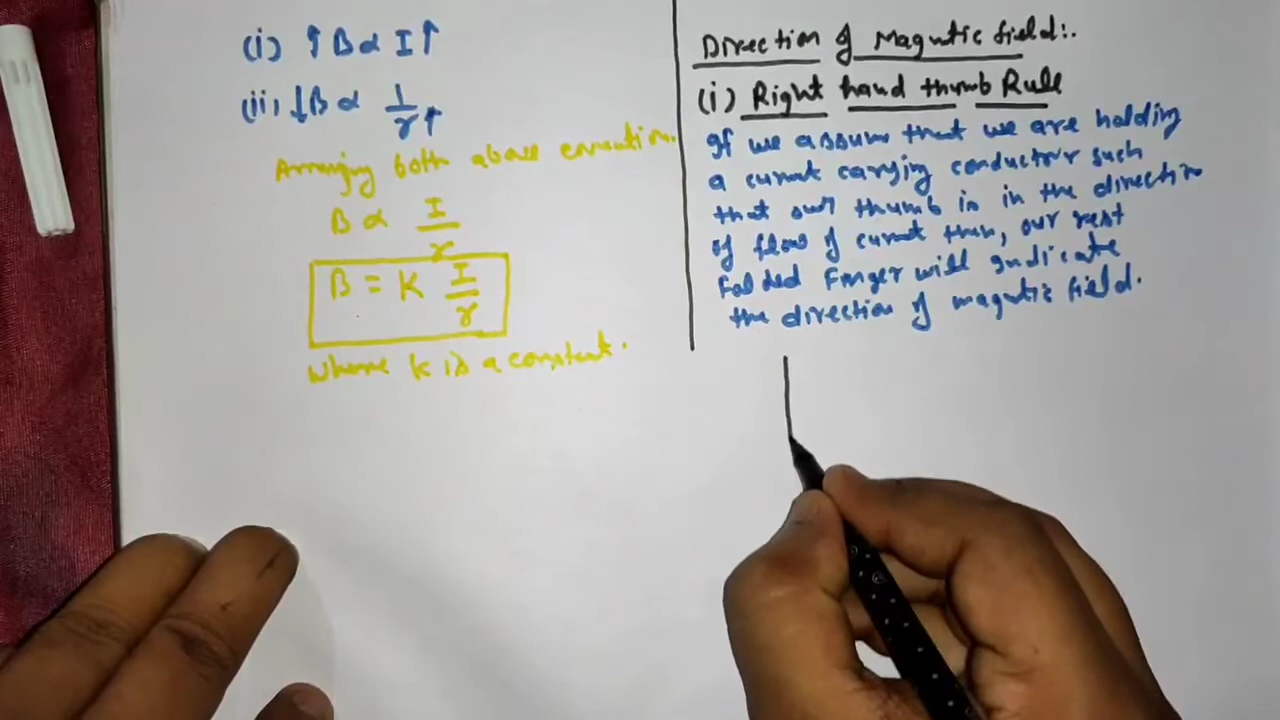 (i) ↑ B ∝ I ↑
(ii) ↓ B ∝ 1/r ↑
Arranging both above
B ∝ I/r
B = K I/r
where k is a constant.
Direction of Magnetic field:.
(i) Right hand thumb Rule
If we assume that we are holding
a current carrying conductor such
that our thumb is in the direction
of flow of current then, our rest
Folded Finger will indicate
the direction of magnetic field.